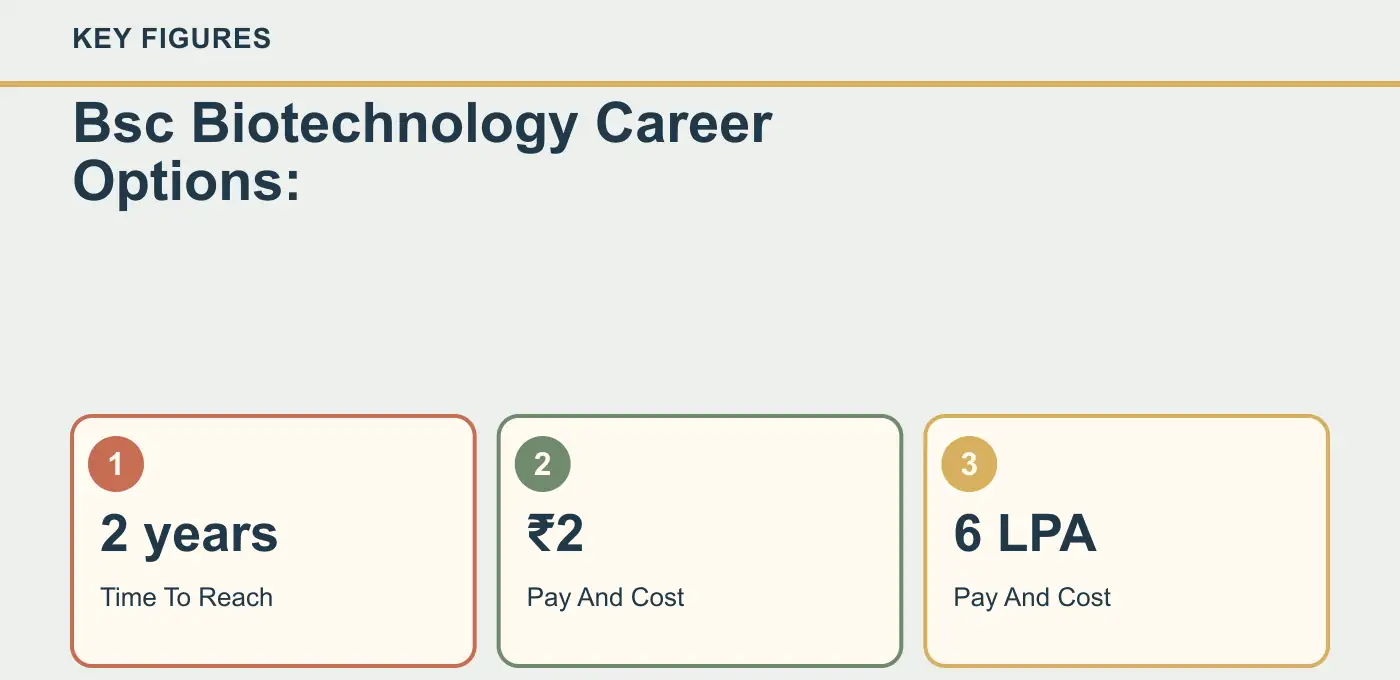 KEY FIGURES
Bsc Biotechnology Career
Options:
1
2 years
Time To Reach
2
₹2
Pay And Cost
3
6 LPA
Pay And Cost